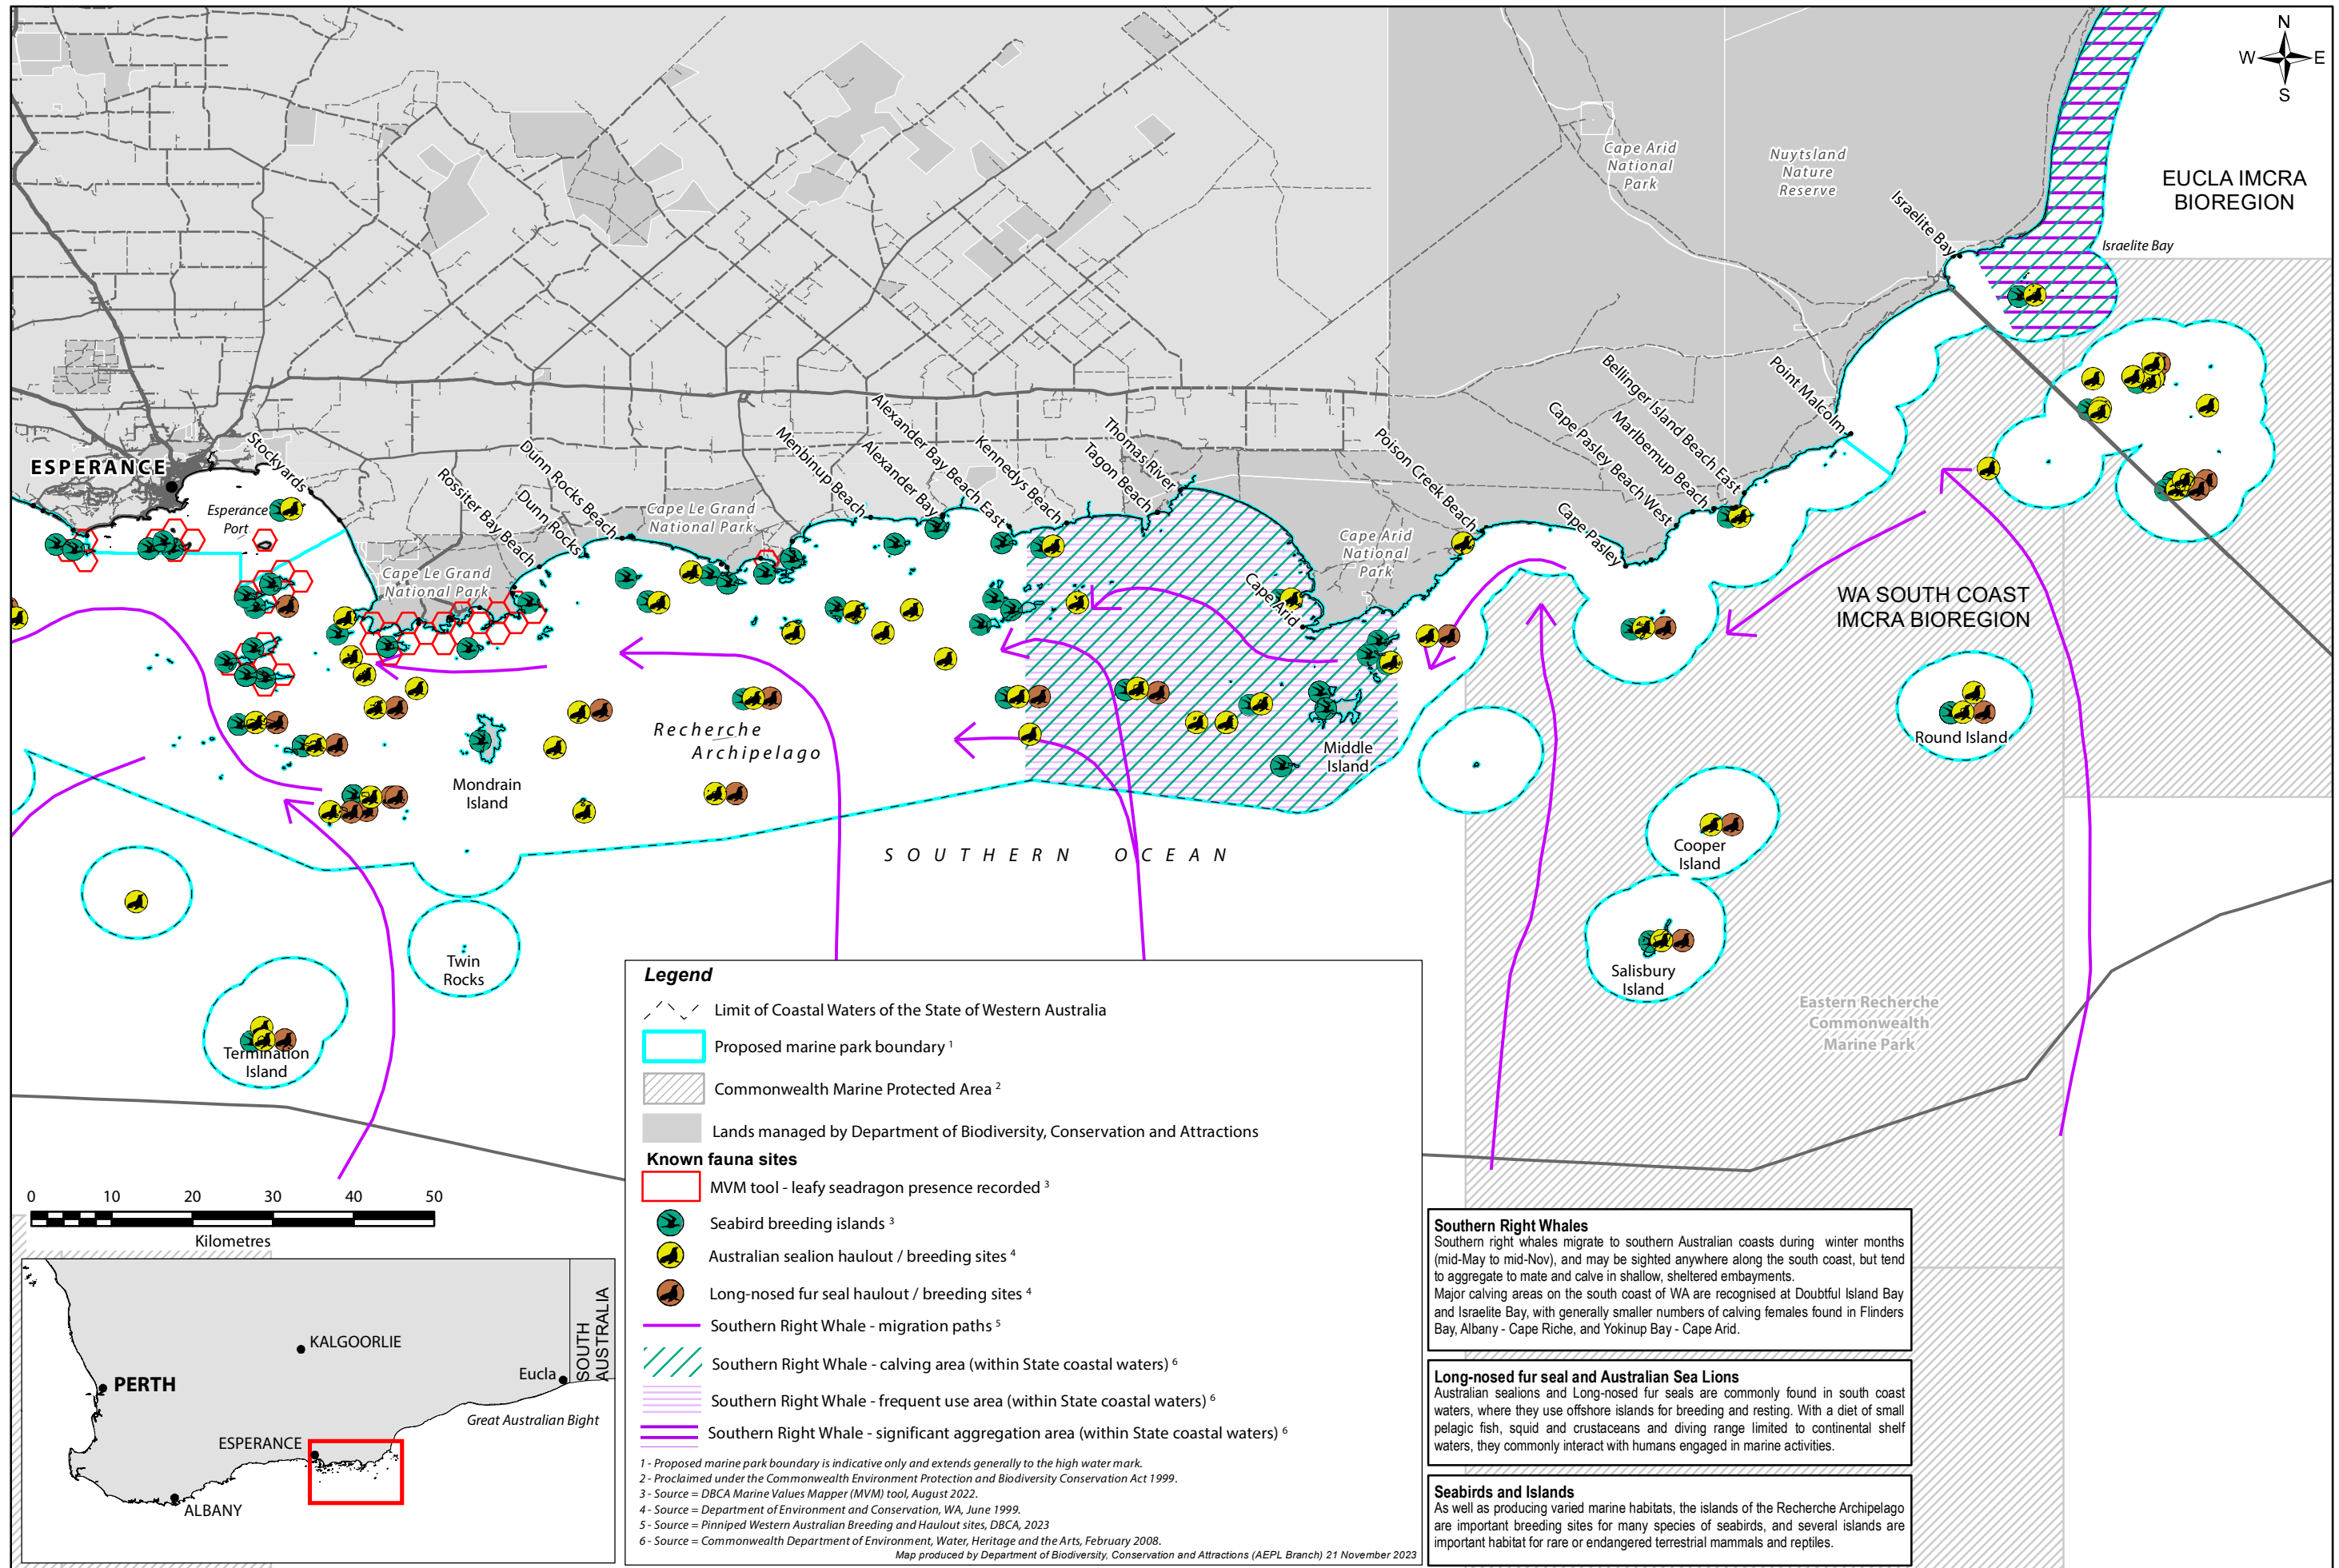 N
W E
S
EUCLA IMCRA
BIOREGION
Cape Arid
National
Park
Nuytsland
Nature
Reserve
Israelite Bay
Israelite Bay
ESPERANCE
Stockyards
Esperance
Port
Rossiter Bay Beach
Dunn Rocks
Dunn Rocks Beach
Cape Le Grand
National Park
Cape Le Grand
National Park
Menbinup Beach
Alexander Bay
Alexander Bay Beach East
Kennedys Beach
Tagon Beach
Thomas River
Poison Creek Beach
Cape Arid
National
Park
Cape Arid
Cape Pasley
Cape Pasley Beach West
Marlbemup Beach
Bellinger Island Beach East
Point Malcolm
WA SOUTH COAST
IMCRA BIOREGION
Recherche
Archipelago
Mondrain
Island
Middle
Island
Round Island
Cooper
Island
Salisbury
Island
SOUTHERN OCEAN
Twin
Rocks
Termination
Island
Eastern Recherche
Commonwealth
Marine Park
0 10 20 30 40 50
Kilometres
KALGOORLIE
PERTH
Eucla
SOUTH
AUSTRALIA
Great Australian Bight
ESPERANCE
ALBANY
Legend
Limit of Coastal Waters of the State of Western Australia
Proposed marine park boundary 1
Commonwealth Marine Protected Area 2
Lands managed by Department of Biodiversity, Conservation and Attractions
Known fauna sites
MVM tool - leafy seadragon presence recorded 3
Seabird breeding islands 3
Australian sealion haulout / breeding sites 4
Long-nosed fur seal haulout / breeding sites 4
Southern Right Whale - migration paths 5
Southern Right Whale - calving area (within State coastal waters) 6
Southern Right Whale - frequent use area (within State coastal waters) 6
Southern Right Whale - significant aggregation area (within State coastal waters) 6
1 - Proposed marine park boundary is indicative only and extends generally to the high water mark.
2 - Proclaimed under the Commonwealth Environment Protection and Biodiversity Conservation Act 1999.
3 - Source = DBCA Marine Values Mapper (MVM) tool, August 2022.
4 - Source = Department of Environment and Conservation, WA, June 1999.
5 - Source = Pinniped Western Australian Breeding and Haulout sites, DBCA, 2023
6 - Source = Commonwealth Department of Environment, Water, Heritage and the Arts, February 2008.
Map produced by Department of Biodiversity, Conservation and Attractions (AEPL Branch) 21 November 2023
Southern Right Whales
Southern right whales migrate to southern Australian coasts during winter months
(mid-May to mid-Nov), and may be sighted anywhere along the south coast, but tend
to aggregate to mate and calve in shallow, sheltered embayments.
Major calving areas on the south coast of WA are recognised at Doubtful Island Bay
and Israelite Bay, with generally smaller numbers of calving females found in Flinders
Bay, Albany - Cape Riche, and Yokinup Bay - Cape Arid.
Long-nosed fur seal and Australian Sea Lions
Australian sealions and Long-nosed fur seals are commonly found in south coast
waters, where they use offshore islands for breeding and resting. With a diet of small
pelagic fish, squid and crustaceans and diving range limited to continental shelf
waters, they commonly interact with humans engaged in marine activities.
Seabirds and Islands
As well as producing varied marine habitats, the islands of the Recherche Archipelago
are important breeding sites for many species of seabirds, and several islands are
important habitat for rare or endangered terrestrial mammals and reptiles.